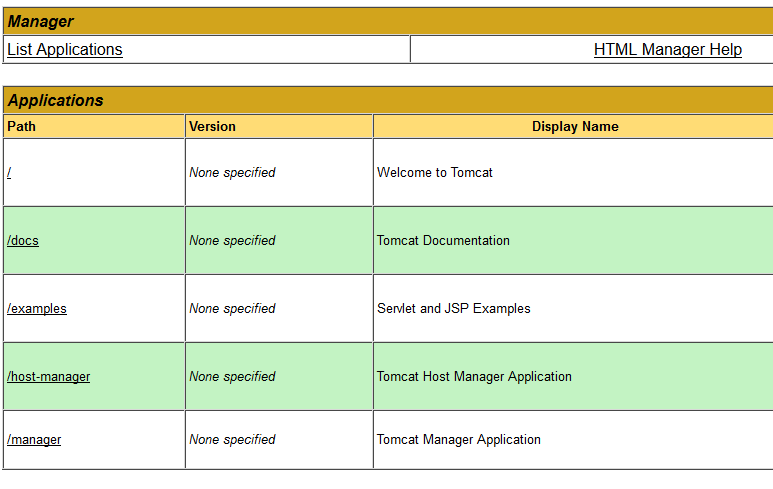 Manager
List Applications HTML Manager Help
Applications
Path Version Display Name
/ None specified Welcome to Tomcat
/docs None specified Tomcat Documentation
/examples None specified Servlet and JSP Examples
/host-manager None specified Tomcat Host Manager Application
/manager None specified Tomcat Manager Application